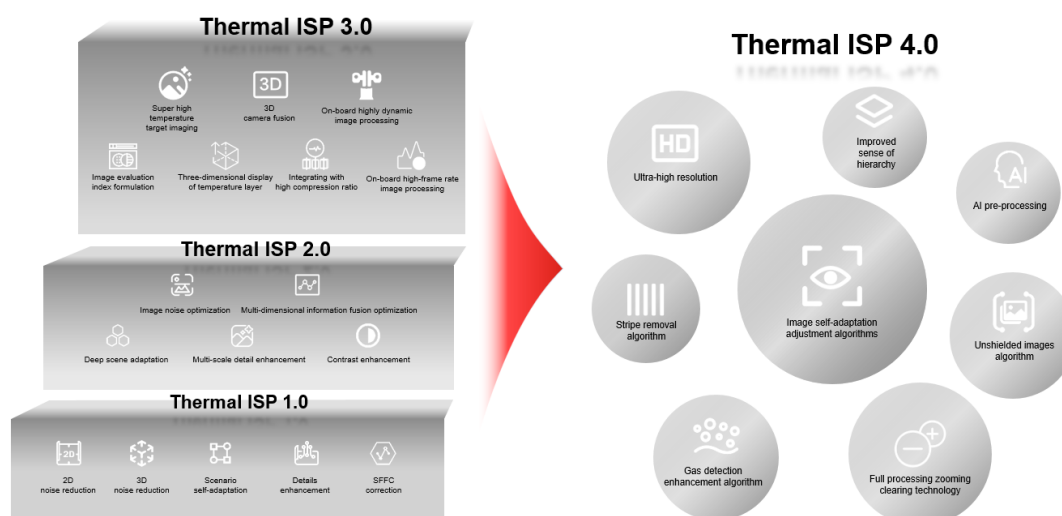 Thermal ISP 3.0
3D
Super high
temperature
target imaging
3D
camera fusion
On-board highly dynamic
image processing
Image evaluation
index formulation
Three-dimensional display
of temperature layer
Integrating with
high compression ratio
On-board high-frame rate
image processing
Thermal ISP 2.0
Image noise optimization
Multi-dimensional information fusion optimization
Deep scene adaptation
Multi-scale detail enhancement
Contrast enhancement
Thermal ISP 1.0
2D
2D
noise reduction
3D
noise reduction
Scenario
self-adaptation
Details
enhancement
SFFC
correction
Thermal ISP 4.0
HD
Ultra-high resolution
Improved
sense of
hierarchy
AI
AI pre-processing
Stripe removal
algorithm
Image self-adaptation
adjustment algorithms
Unshielded images
algorithm
Gas detection
enhancement algorithm
Full processing zooming
clearing technology